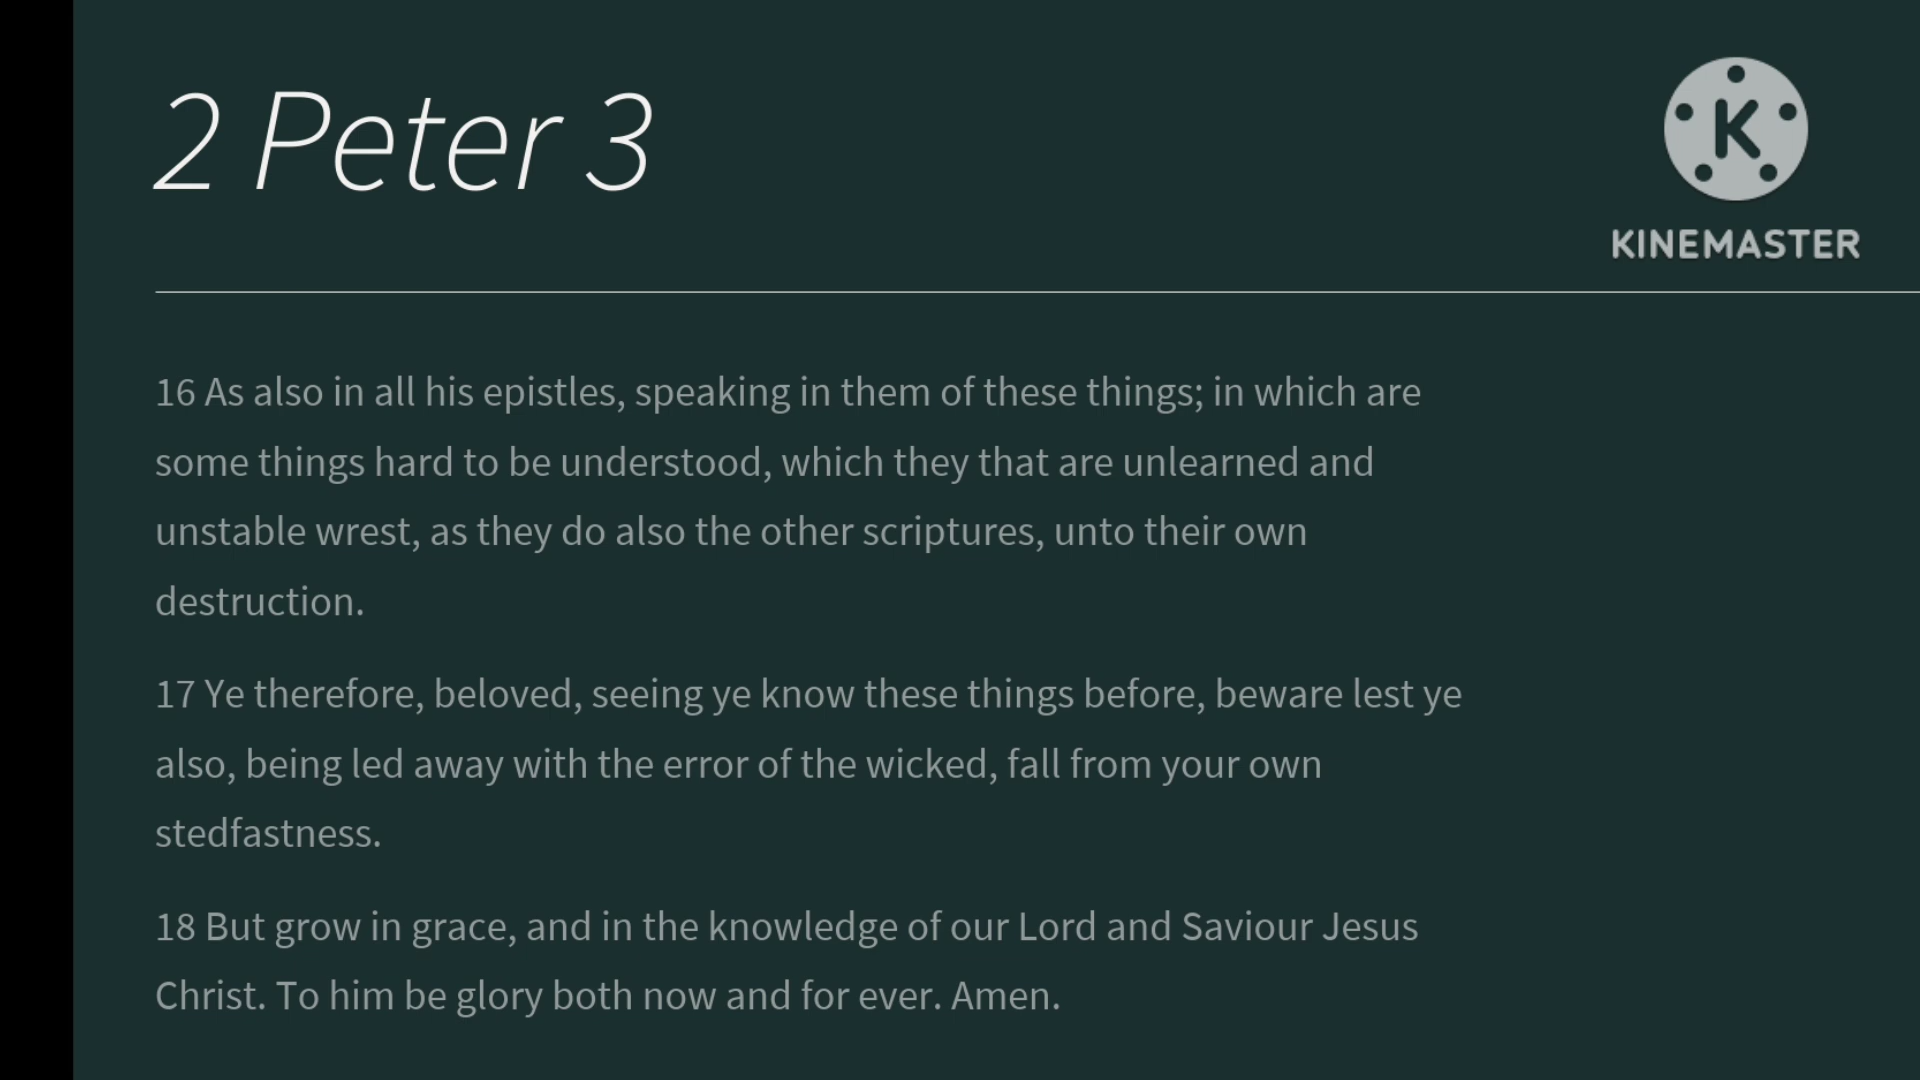 2 Peter 3
KINEMASTER
16 As also in all his epistles, speaking in them of these things; in which are
some things hard to be understood, which they that are unlearned and
unstable wrest, as they do also the other scriptures, unto their own
destruction.
17 Ye therefore, beloved, seeing ye know these things before, beware lest ye
also, being led away with the error of the wicked, fall from your own
stedfastness.
18 But grow in grace, and in the knowledge of our Lord and Saviour Jesus
Christ. To him be glory both now and for ever. Amen.